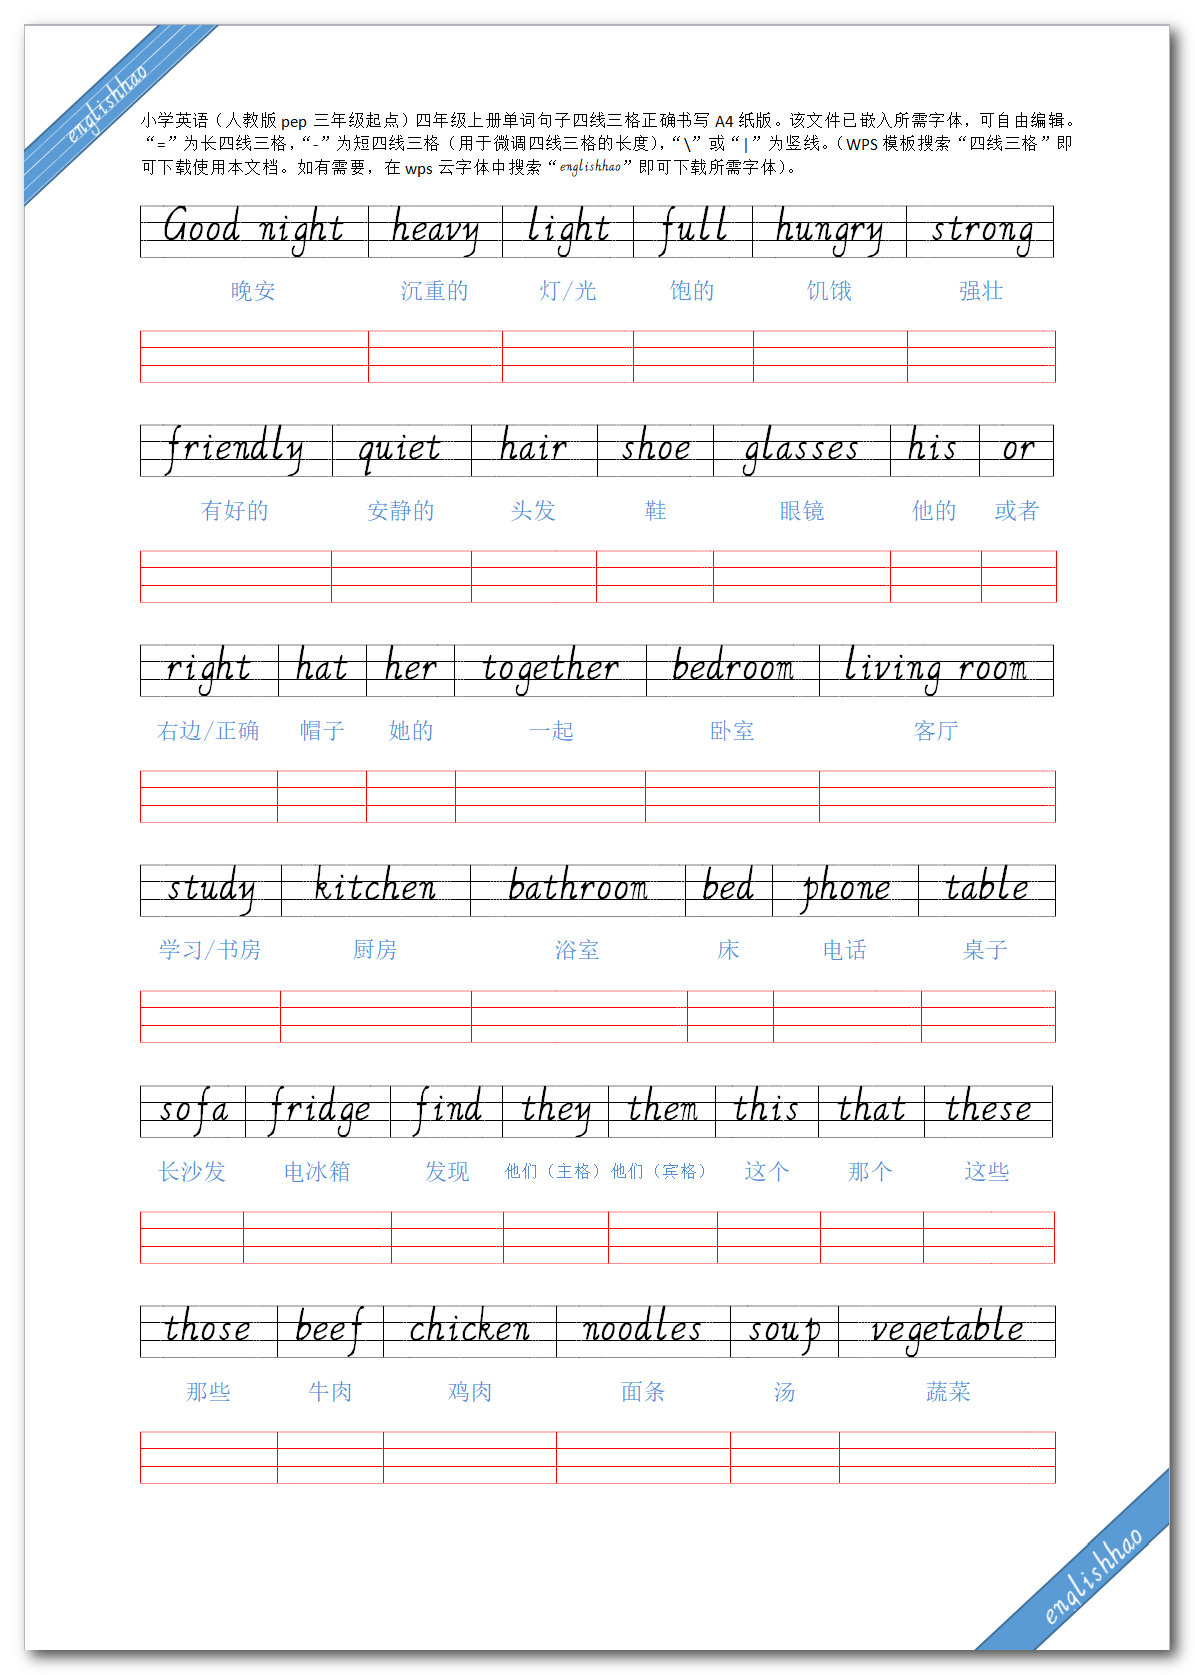 englishhao
小学英语（人教版 pep 三年级起点）四年级上册单词句子四线三格正确书写 A4 纸版。该文件已嵌入所需字体，可自由编辑。
“=”为长四线三格，“-”为短四线三格（用于微调四线三格的长度），“\”或“|”为竖线。（WPS 模板搜索“四线三格”即
可下载使用本文档。如有需要，在 wps 云字体中搜索“englishhao”即可下载所需字体）。
Good night heavy light full hungry strong
晚安 沉重的 灯/光 饱的 饥饿 强壮
friendly quiet hair shoe glasses his or
有好的 安静的 头发 鞋 眼镜 他的 或者
right hat her together bedroom living room
右边/正确 帽子 她的 一起 卧室 客厅
study kitchen bathroom bed phone table
学习/书房 厨房 浴室 床 电话 桌子
sofa fridge find they them this that these
长沙发 电冰箱 发现 他们（主格） 他们（宾格） 这个 那个 这些
those beef chicken noodles soup vegetable
那些 牛肉 鸡肉 面条 汤 蔬菜
englishhao